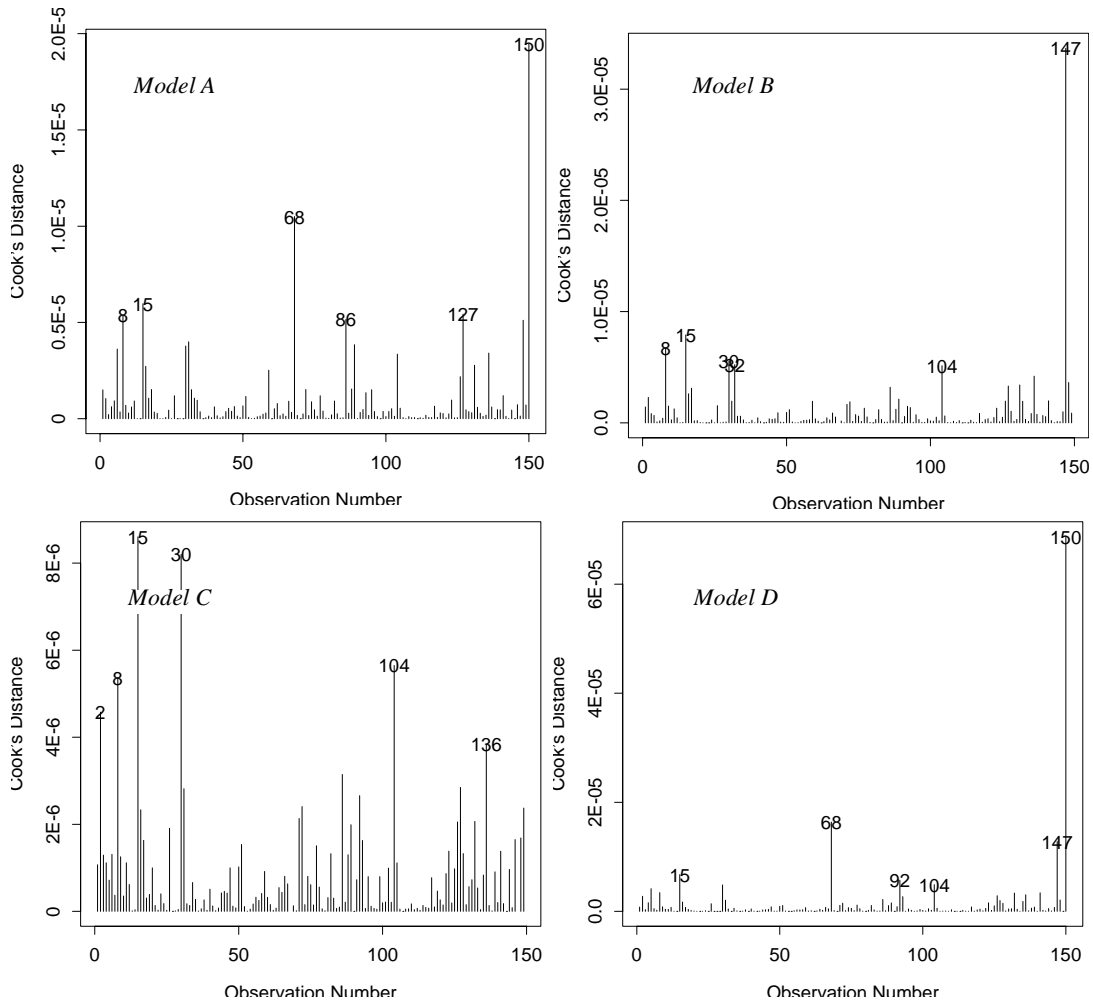 Model A
Cook's Distance
2.0E-5
1.5E-5
1.0E-5
0.5E-5
0
8
15
68
86
127
150
0
50
100
150
Observation Number
Model B
Cook's Distance
3.0E-05
2.0E-05
1.0E-05
0.0
8
15
30
32
104
147
0
50
100
150
Observation Number
Model C
Cook's Distance
8E-6
6E-6
4E-6
2E-6
0
2
8
15
30
104
136
0
50
100
150
Observation Number
Model D
Cook's Distance
6E-05
4E-05
2E-05
0.0
15
68
92
104
147
150
0
50
100
150
Observation Number